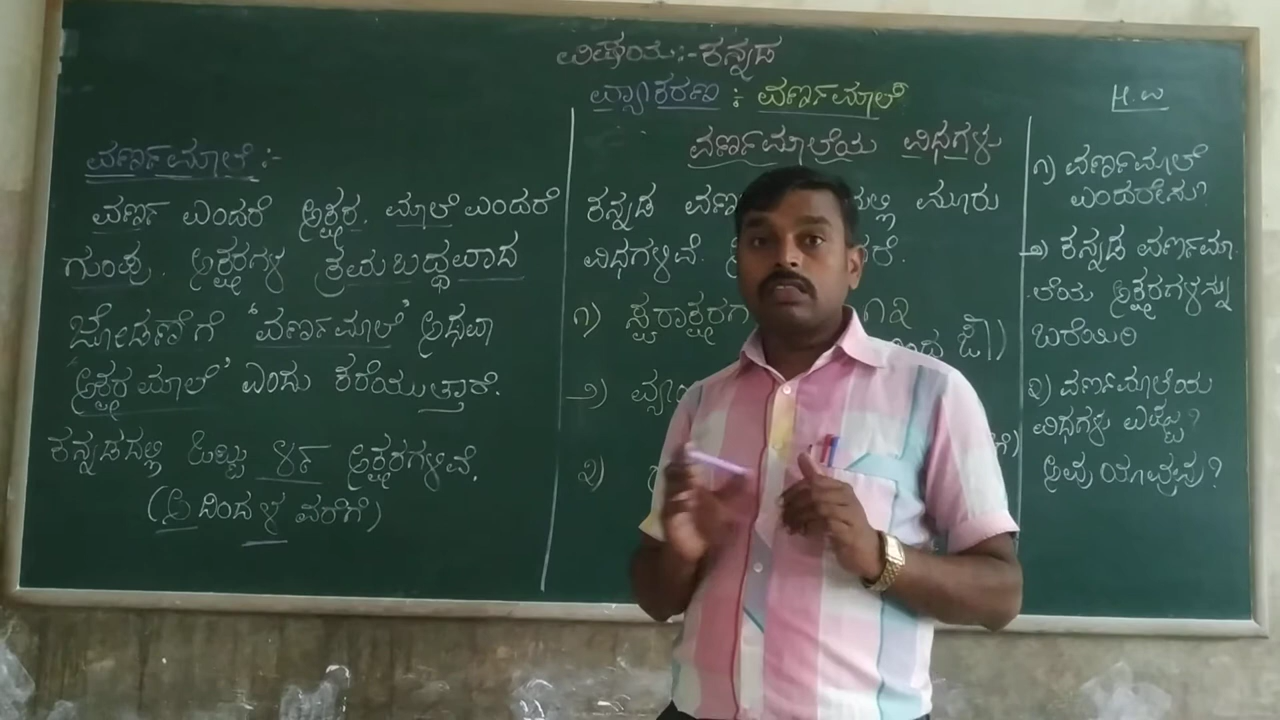 ವಿಷಯ:-ಕನ್ನಡ
ವ್ಯಾಕರಣ : ವರ್ಣಮಾಲೆ
ವರ್ಣಮಾಲೆ:-
ವರ್ಣ ಎಂದರೆ ಅಕ್ಷರ. ಮಾಲೆ ಎಂದರೆ
ಗುಂಪು. ಅಕ್ಷರಗಳ ಕ್ರಮಬದ್ಧವಾದ
ಜೋಡಣೆಗೆ 'ವರ್ಣಮಾಲೆ' ಅಥವಾ
'ಅಕ್ಷರಮಾಲೆ' ಎಂದು ಕರೆಯುತ್ತಾರೆ.
ಕನ್ನಡದಲ್ಲಿ ಒಟ್ಟು ೪೯ ಅಕ್ಷರಗಳಿವೆ.
(ಅ ದಿಂದ ಳ ವರೆಗೆ)
ವರ್ಣಮಾಲೆಯ ವಿಧಗಳು
ಕನ್ನಡ ಮೂರು
ವಿಧಗಳಿವೆ.
೧) ೧೩
೨)
೩)
H.W
೧) ವರ್ಣಮಾಲೆ
ಎಂದರೇನು?
೨) ಕನ್ನಡ ವರ್ಣಮಾ
ಲೆಯ ಅಕ್ಷರಗಳನ್ನು
ಬರೆಯಿರಿ
೩) ವರ್ಣಮಾಲೆಯ
ವಿಧಗಳು ಎಷ್ಟು?
ಅವು ಯಾವುವು?